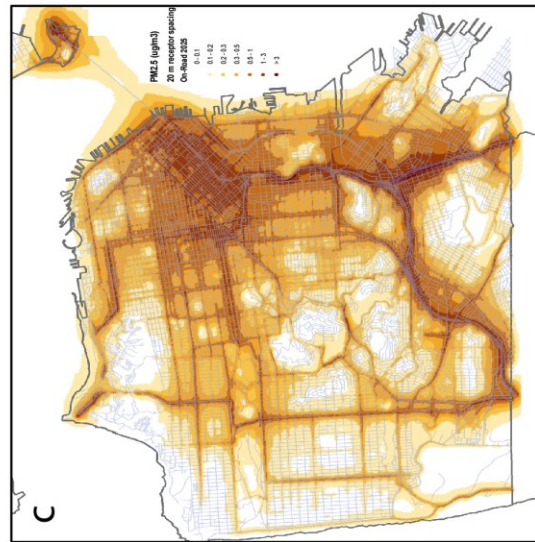 PM2.5 (ug/m3)
20 m receptor spacing
On-Road 2025
0 - 0.1
0.1 - 0.2
0.2 - 0.3
0.3 - 0.5
0.5 - 1
1 - 3
> 3
C